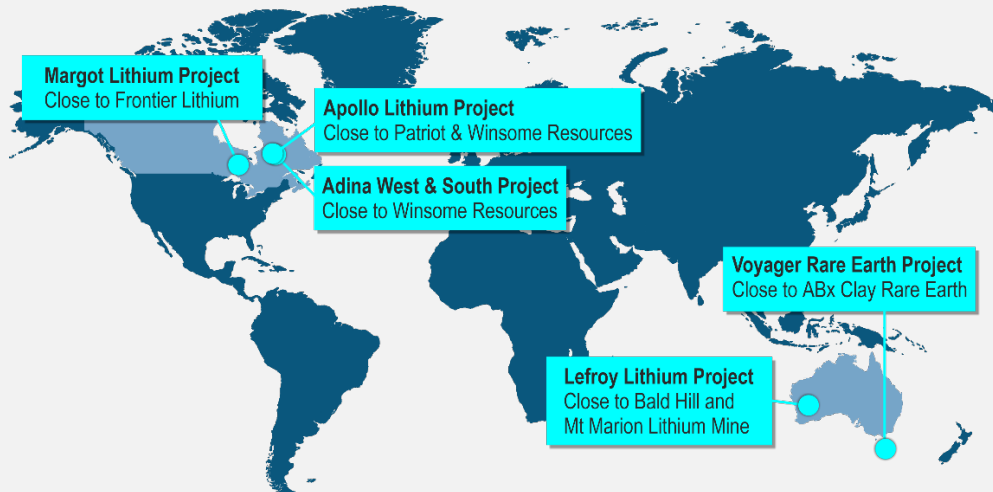 Margot Lithium Project
Close to Frontier Lithium
Apollo Lithium Project
Close to Patriot & Winsome Resources
Adina West & South Project
Close to Winsome Resources
Voyager Rare Earth Project
Close to ABx Clay Rare Earth
Lefroy Lithium Project
Close to Bald Hill and
Mt Marion Lithium Mine